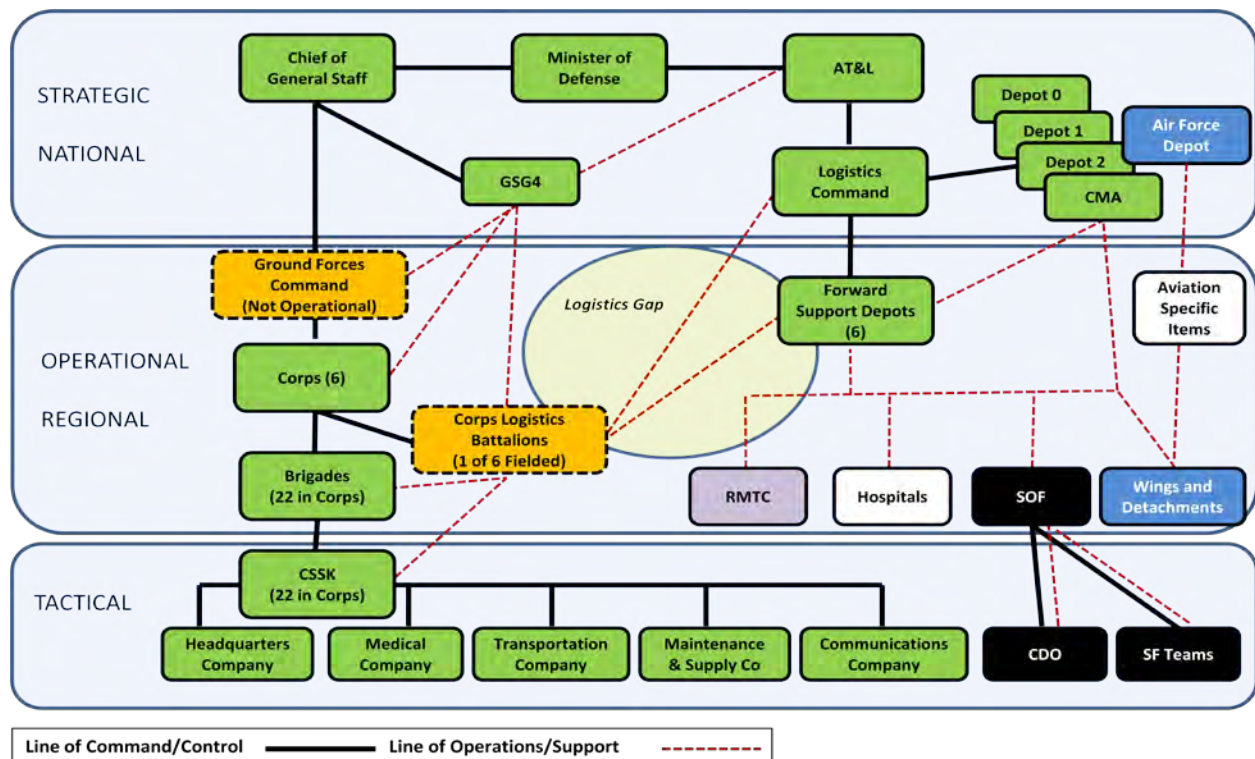 STRATEGIC
NATIONAL
Chief of
General Staff
Minister of
Defense
AT&L
Depot 0
Depot 1
Depot 2
CMA
Air Force
Depot
GSG4
Logistics
Command
OPERATIONAL
REGIONAL
Ground Forces
Command
(Not Operational)
Logistics Gap
Forward
Support Depots
(6)
Aviation
Specific
Items
Corps (6)
Corps Logistics
Battalions
(1 of 6 Fielded)
Brigades
(22 in Corps)
RMTC
Hospitals
SOF
Wings and
Detachments
TACTICAL
CSSK
(22 in Corps)
Headquarters
Company
Medical
Company
Transportation
Company
Maintenance
& Supply Co
Communications
Company
CDO
SF Teams
Line of Command/Control
Line of Operations/Support